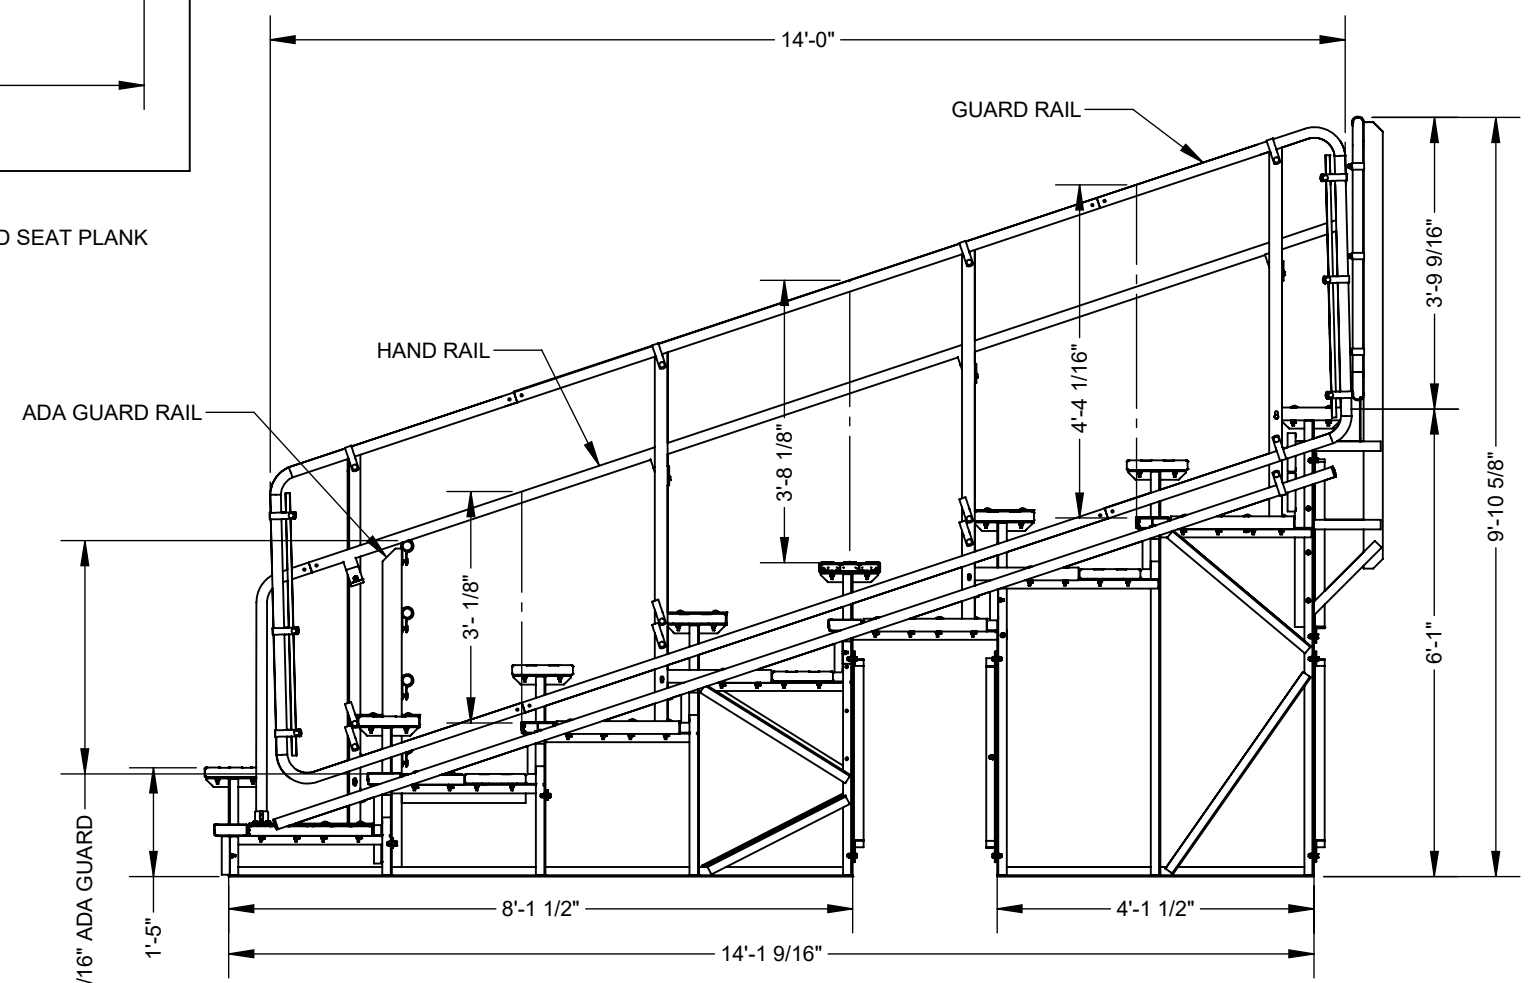 14'-0"
GUARD RAIL
SEAT PLANK
3'-9 9/16"
HAND RAIL
4'-4 1/16"
ADA GUARD RAIL
3'-8 1/8"
9'-10 5/8"
3'- 1/8"
6'-1"
/16" ADA GUARD
1'-5"
8'-1 1/2"
4'-1 1/2"
14'-1 9/16"